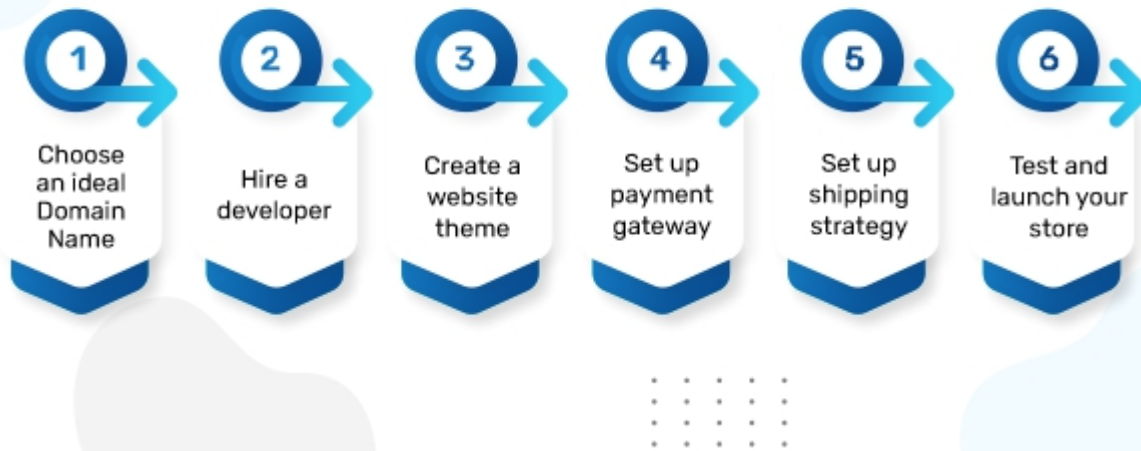 1
Choose
an ideal
Domain
Name
2
Hire a
developer
3
Create a
website
theme
4
Set up
payment
gateway
5
Set up
shipping
strategy
6
Test and
launch your
store